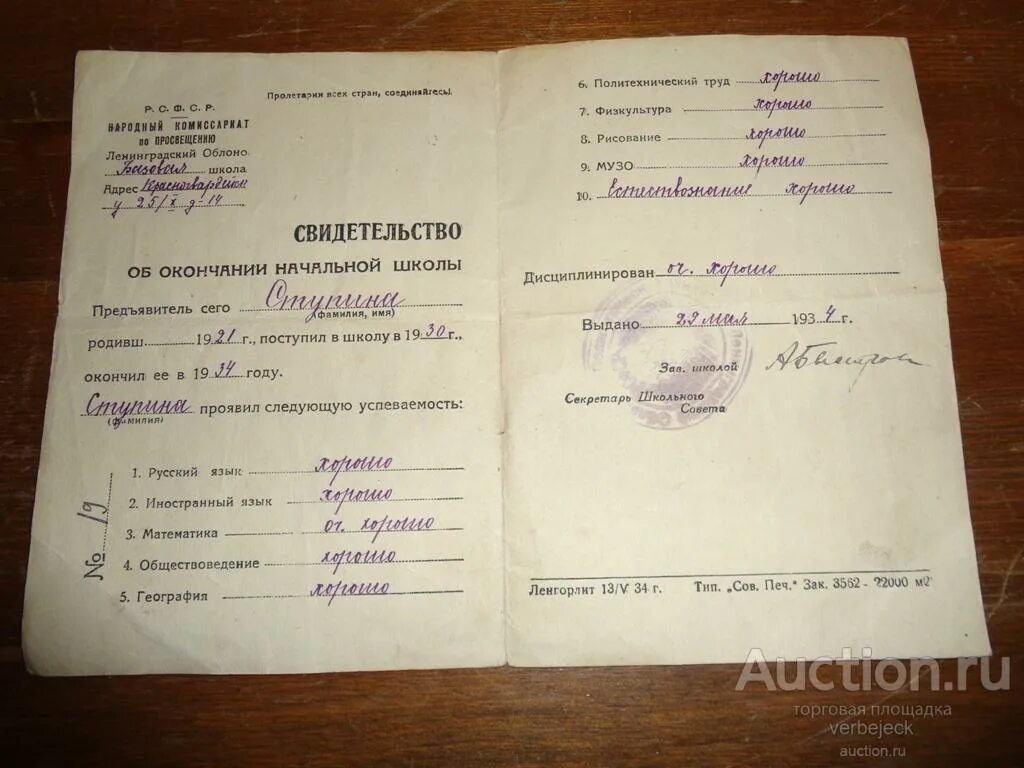 Р. С. Ф. С. Р.
НАРОДНЫЙ КОМИССАРКАТ
по ПРОСВЕЩЕНИЮ
Ленинградский Облоно
Базовая школа
Адрес Красногвардейск
у 25/X д-14
Пролетарии всех стран, соединяйтесь!
СВИДЕТЕЛЬСТВО
ОБ ОКОНЧАНИИ НАЧАЛЬНОЙ ШКОЛЫ
Предъявитель сего Ступина
(фамилия, имя)
родивш 1921 г., поступил в школу в 1930 г.,
окончил ее в 1934 году.
Ступина проявил следующую успеваемость:
(фамилия)
№ 19
1. Русский язык хорошо
2. Иностранный язык хорошо
3. Математика оч. хорошо
4. Обществоведение хорошо
5. География хорошо
6. Политехнический труд хорошо
7. Физкультура хорошо
8. Рисование хорошо
9. МУЗО хорошо
10. Естествознание хорошо
Дисциплинирован оч. хорошо
Выдано 29 мая 1934 г.
Зав. школой
Секретарь Школьного
Совета
Ленгорлит 13/V 34 г. Тип. „Сов. Печ." Зак. 3562 - 22000 м2
Auction.ru
торговая площадка
verbejeck
auction.ru